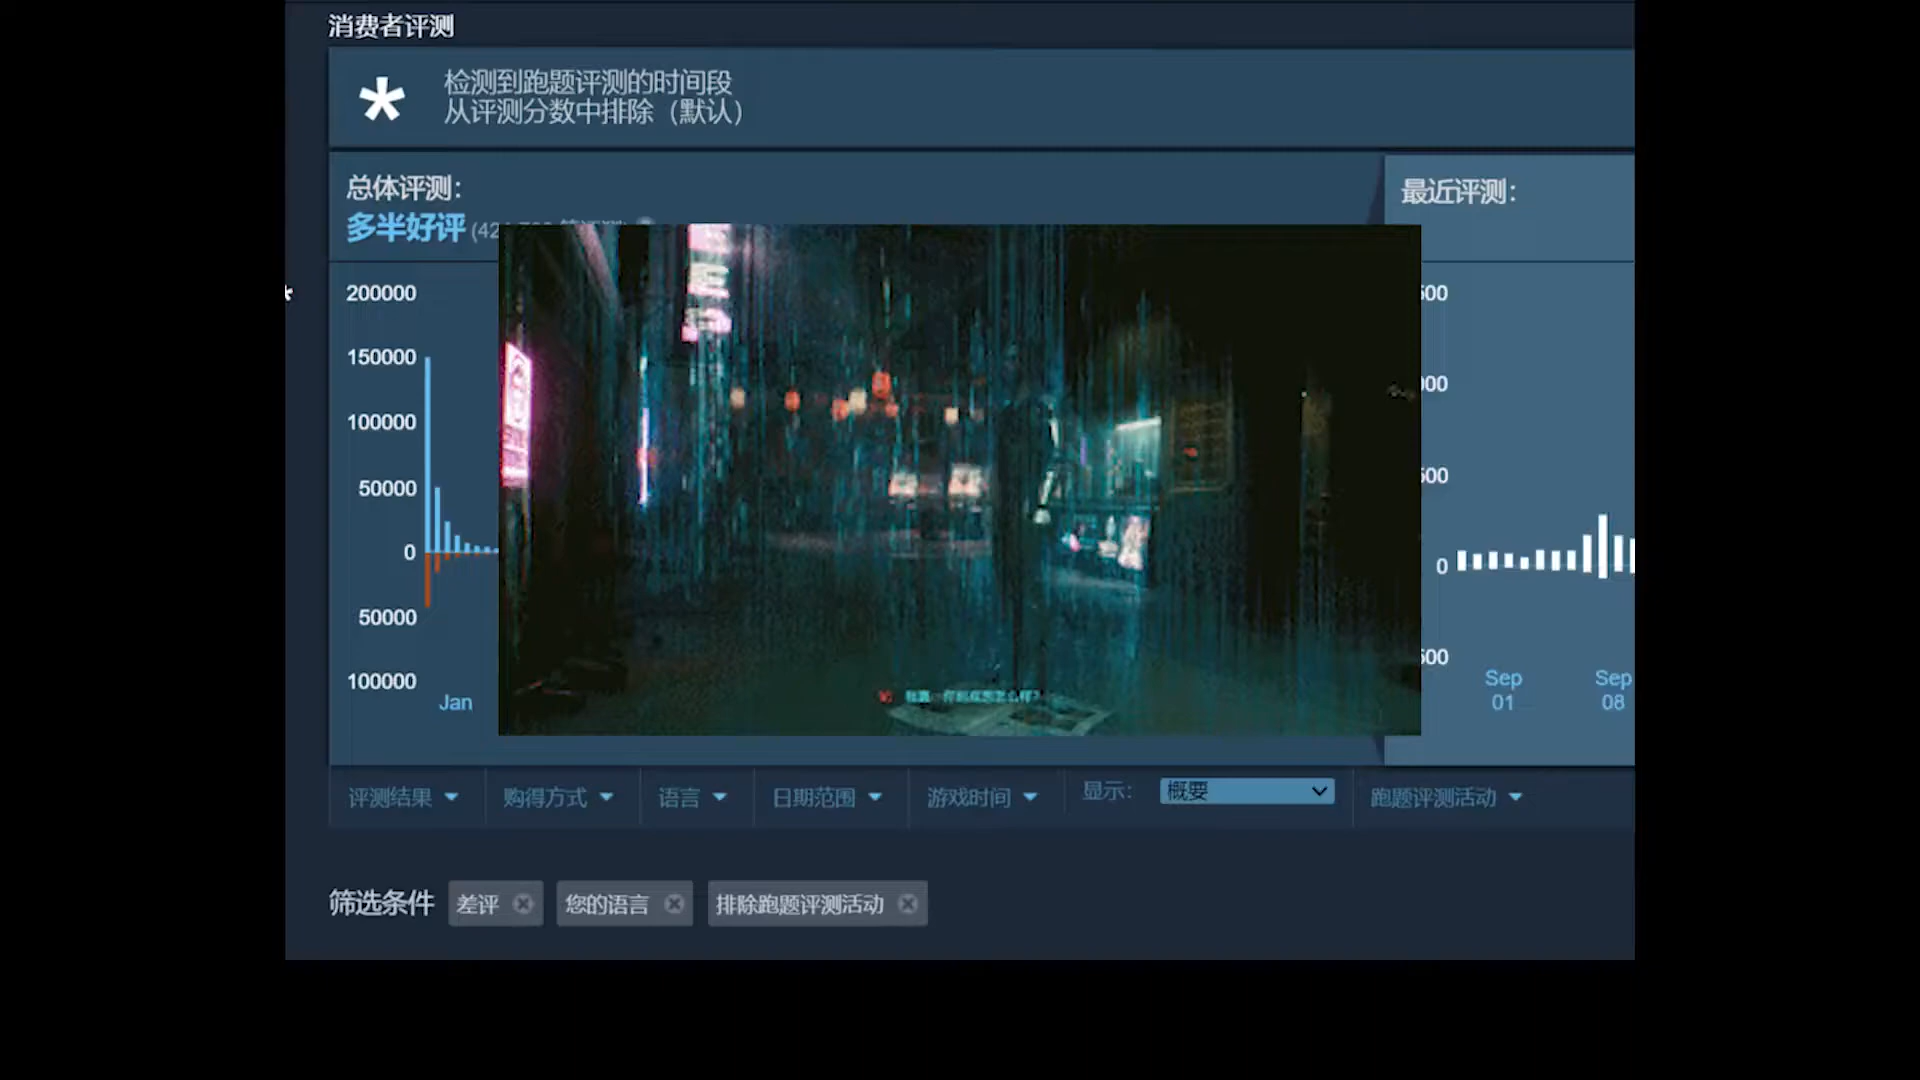 消费者评测
*
检测到跑题评测的时间段
从评测分数中排除（默认）
总体评测：
多半好评 (42
最近评测：
200000
150000
100000
50000
0
50000
100000
Jan
0
Sep
01
Sep
08
评测结果
购得方式
语言
日期范围
游戏时间
显示：
概要
跑题评测活动
筛选条件
差评
您的语言
排除跑题评测活动